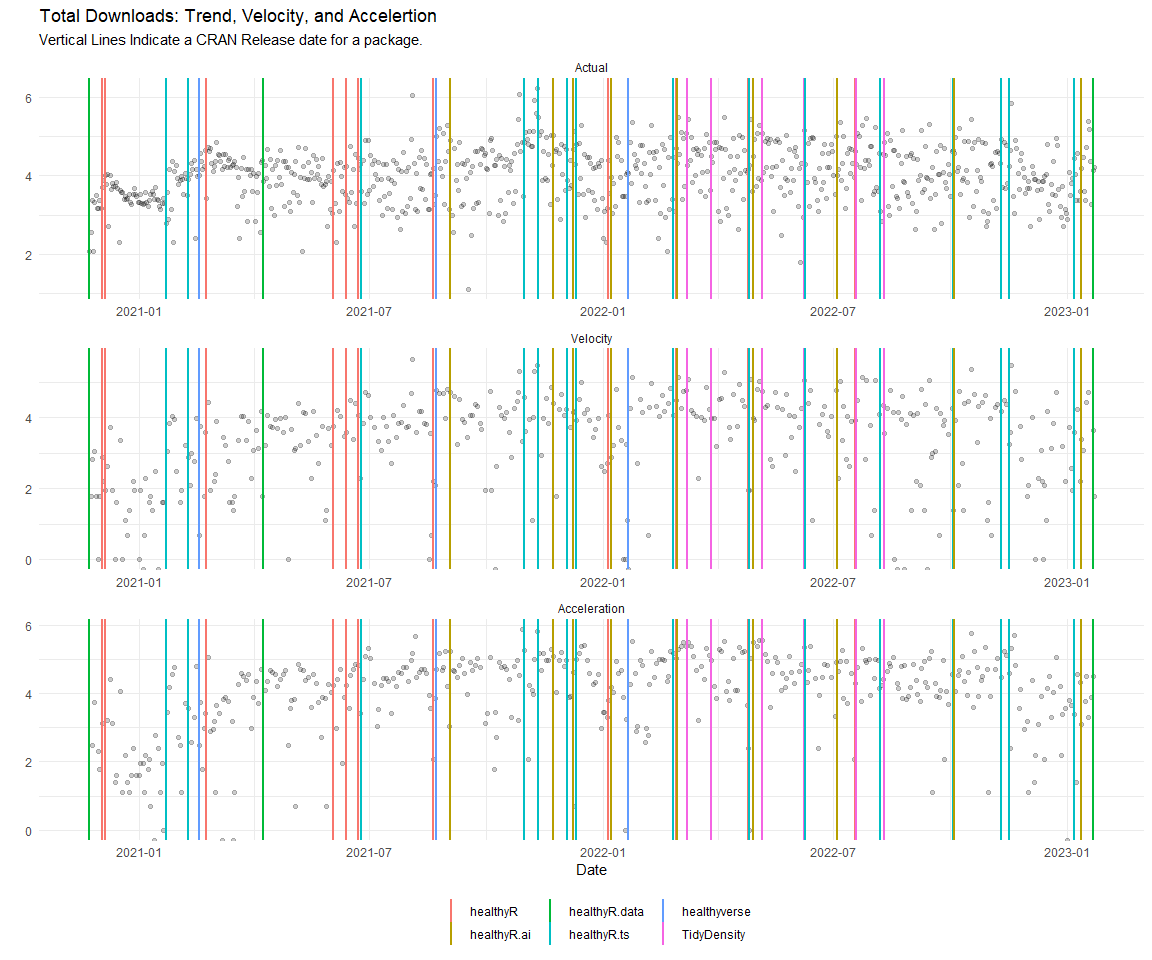 Total Downloads: Trend, Velocity, and Accelertion
Vertical Lines Indicate a CRAN Release date for a package.
Actual
6
4
2
2021-01 2021-07 2022-01 2022-07 2023-01
Velocity
4
2
0
2021-01 2021-07 2022-01 2022-07 2023-01
Acceleration
6
4
2
0
2021-01 2021-07 2022-01 2022-07 2023-01
Date
healthyR healthyR.data healthyverse
healthyR.ai healthyR.ts TidyDensity